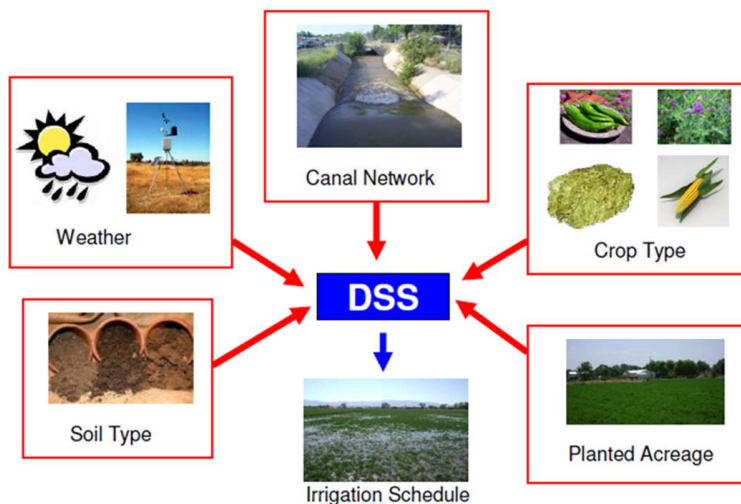 Canal Network
Weather
Crop Type
DSS
Soil Type
Planted Acreage
Irrigation Schedule